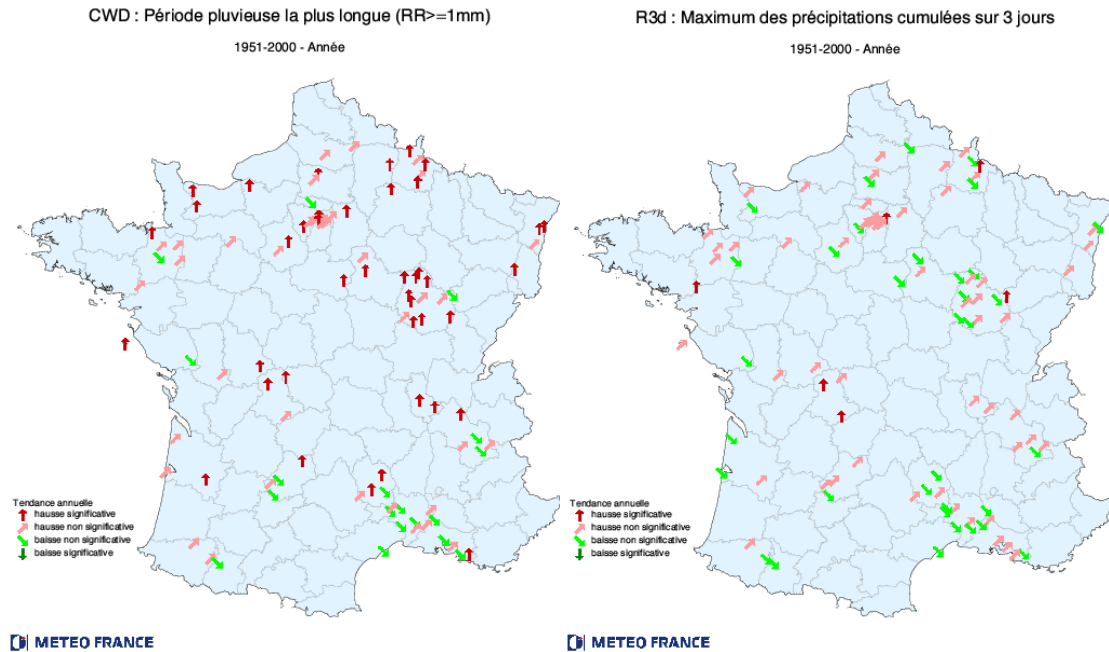 CWD : Période pluvieuse la plus longue (RR>=1mm)
1951-2000 - Année
Tendance annuelle
hausse significative
hausse non significative
baisse non significative
baisse significative
METEO FRANCE
R3d : Maximum des précipitations cumulées sur 3 jours
1951-2000 - Année
Tendance annuelle
hausse significative
hausse non significative
baisse non significative
baisse significative
METEO FRANCE